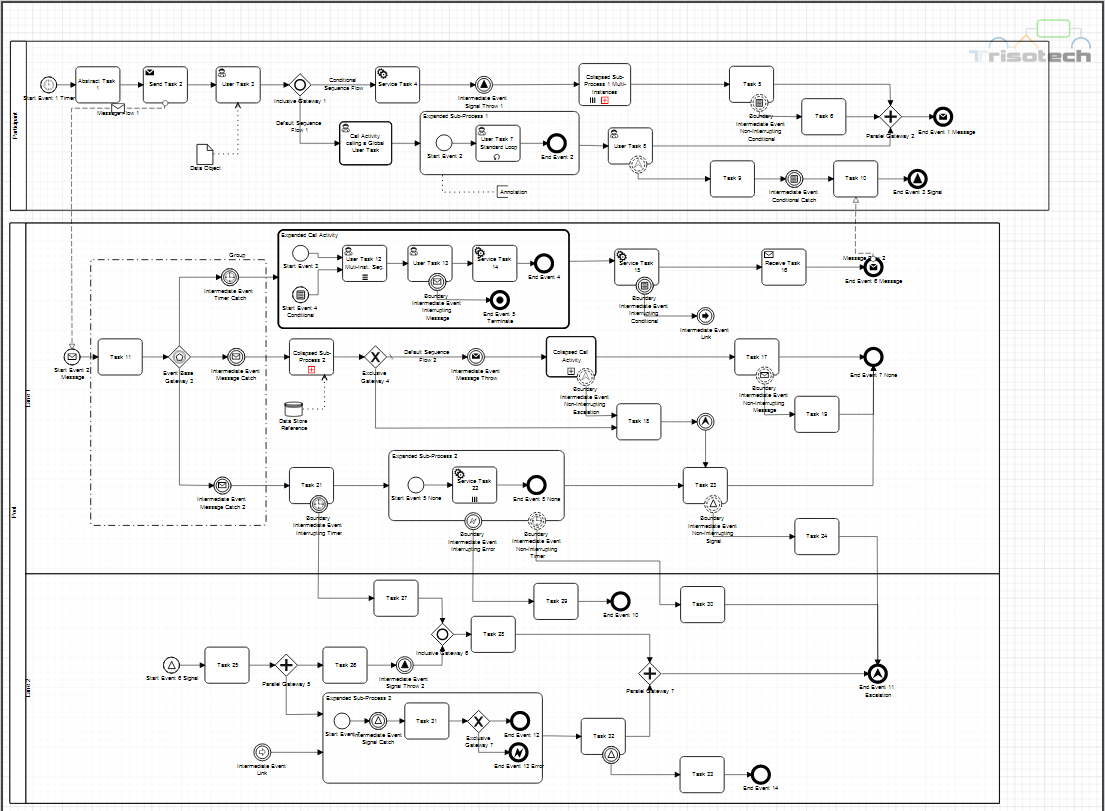 Trisotech
Participant
Start Event 1 Timer
Abstract Task
1
Send Task 2
User Task 3
Inclusive Gateway 1
Conditional
Sequence Flow
Service Task 4
Intermediate Event
Signal Throw 1
Collapsed Sub-
Process 1 Multi-
Instances
Task 5
Boundary
Intermediate Event
Non-Interrupting
Conditional
Task 6
Parallel Gateway 2
End Event 1 Message
Message Flow 1
Data Object
Default Sequence
Flow 1
Call Activity
calling a Global
User Task
Expanded Sub-Process 1
Start Event 2
User Task 7
Standard Loop
End Event 2
Annotation
User Task 8
Task 9
Intermediate Event
Conditional Catch
Task 10
End Event 3 Signal
Pool
Lane 1
Group
Intermediate Event
Timer Catch
Expanded Call Activity
Start Event 3
Start Event 4
Conditional
User Task 12
Multi-Inst. Seq.
User Task 13
Boundary
Intermediate Event
Interrupting
Message
Service Task
14
End Event 4
End Event 5
Terminate
Service Task
15
Boundary
Intermediate Event
Interrupting
Conditional
Intermediate Event
Link
Receive Task
16
End Event 6 Message
Start Event 2
Message
Task 11
Event Base
Gateway 3
Intermediate Event
Message Catch
Collapsed Sub-
Process 2
Data Store
Reference
Exclusive
Gateway 4
Default Sequence
Flow 2
Intermediate Event
Message Throw
Collapsed Call
Activity
Boundary
Intermediate Event
Non-Interrupting
Escalation
Task 17
Boundary
Intermediate Event
Non-Interrupting
Message
End Event 7 None
Task 18
Task 19
Intermediate Event
Message Catch 2
Task 21
Boundary
Intermediate Event
Interrupting Timer
Expanded Sub-Process 2
Start Event 5 None
Service Task
22
End Event 8 None
Boundary
Intermediate Event
Interrupting Error
Boundary
Intermediate Event
Non-Interrupting
Timer
Task 23
Boundary
Intermediate Event
Non-Interrupting
Signal
Task 24
Lane 2
Task 27
Task 29
End Event 10
Task 30
Inclusive Gateway 6
Task 28
Start Event 6 Signal
Task 25
Parallel Gateway 5
Task 26
Intermediate Event
Signal Throw 2
Parallel Gateway 7
End Event 11
Escalation
Expanded Sub-Process 3
Intermediate Event
Signal Catch
Task 31
Exclusive
Gateway 7
End Event 12
End Event 13 Error
Intermediate Event
Link
Task 32
Task 33
End Event 14